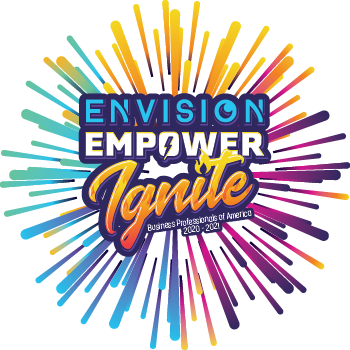 ENVISION
EMPOWER
Ignite
Business Professionals of America
2020 - 2021